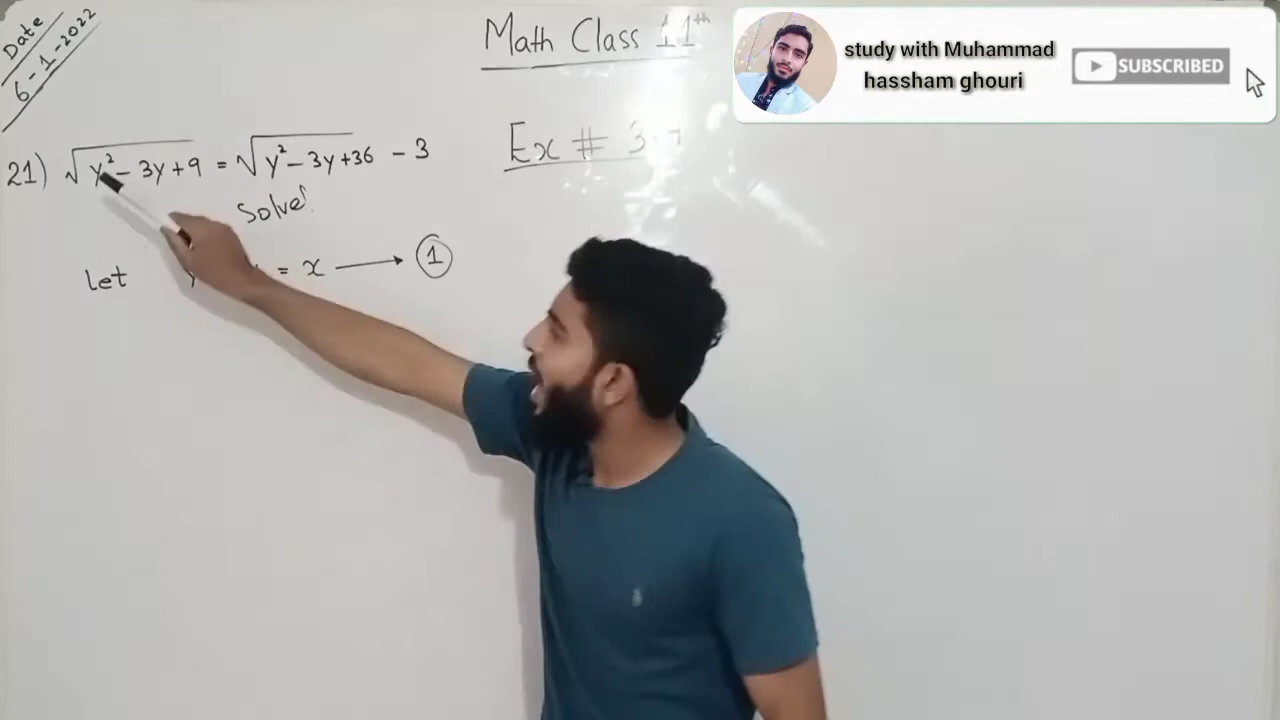 Date
6-1-2022
Math Class 11th
study with Muhammad
hassham ghouri
SUBSCRIBED
Ex # 3.
21) √(y² - 3y + 9) = √(y² - 3y + 36) - 3
Solve!
let y = x → ①